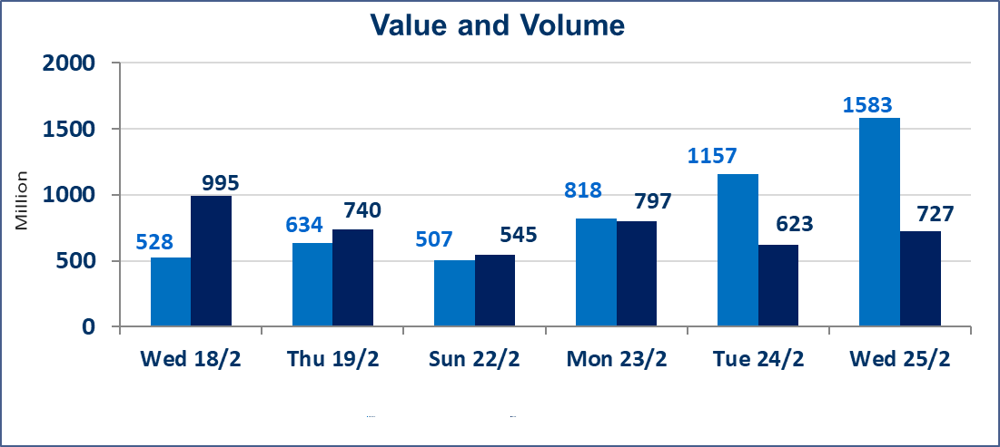 Value and Volume
2000
1500
1000
500
0
Million
528
995
634
740
507
545
818
797
1157
623
1583
727
Wed 18/2
Thu 19/2
Sun 22/2
Mon 23/2
Tue 24/2
Wed 25/2